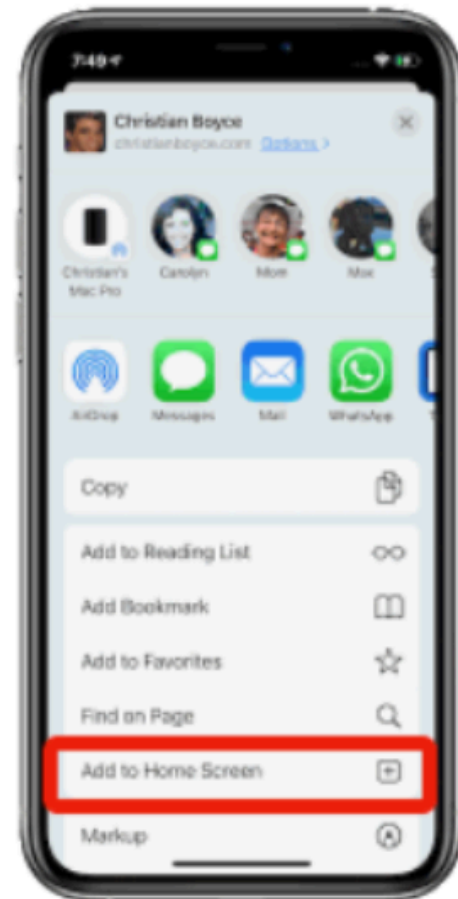 7:49
Christian Boyce
christianboyce.com Options >
Christian's
Mac Pro
Carolyn
Mom
Max
AirDrop
Messages
Mail
WhatsApp
Copy
Add to Reading List
Add Bookmark
Add to Favorites
Find on Page
Add to Home Screen
Markup